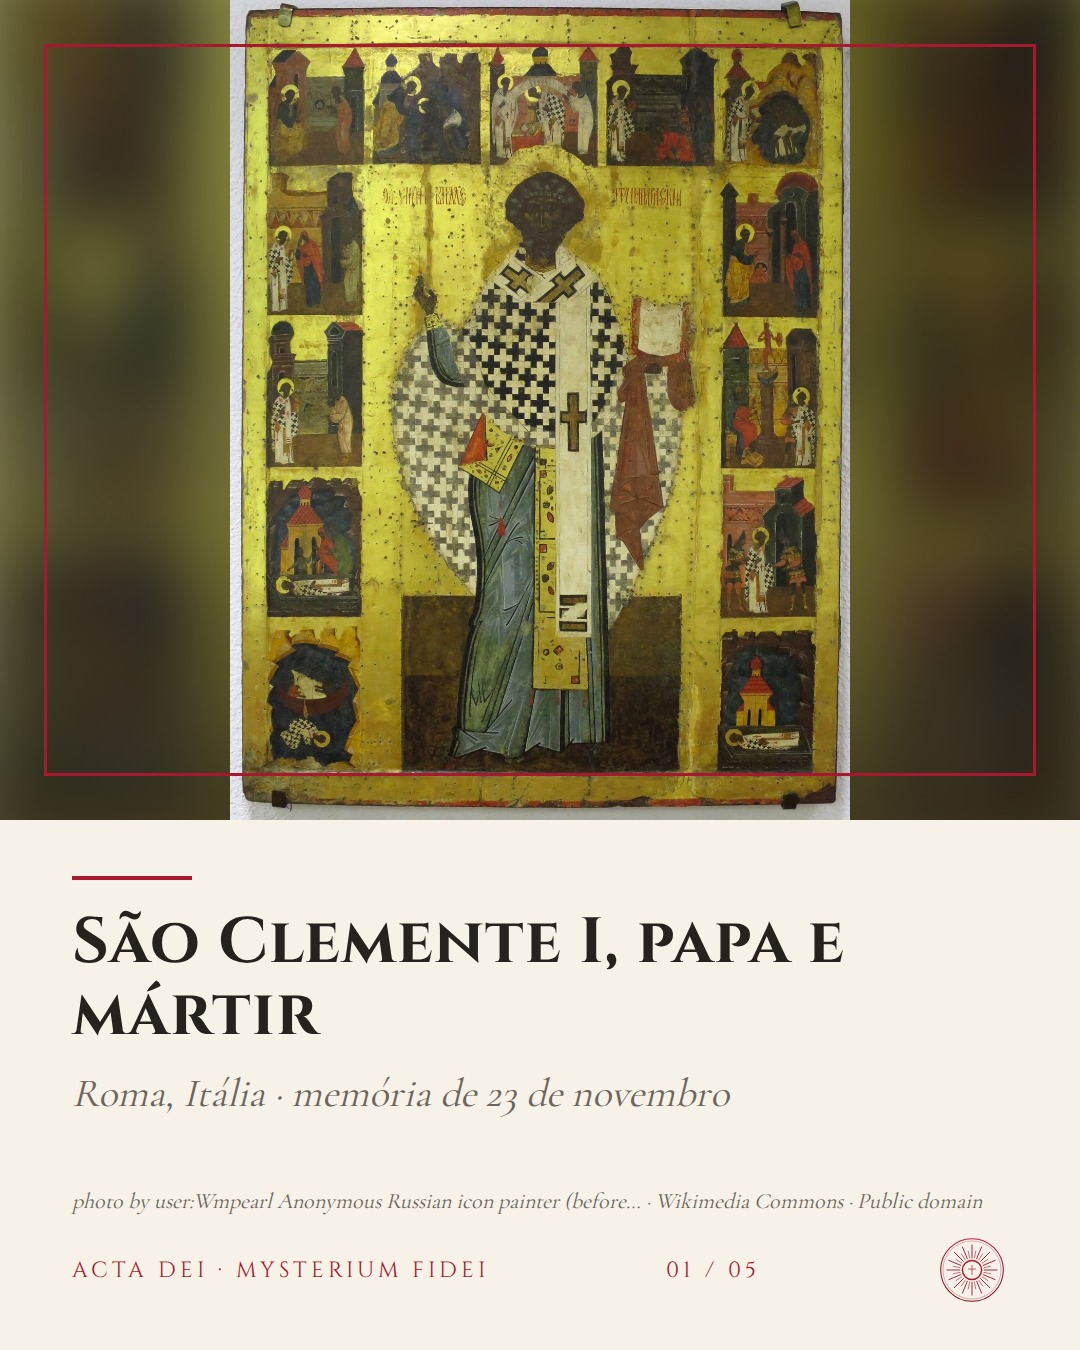 São Clemente I, papa e
mártir
Roma, Itália · memória de 23 de novembro
photo by user:Wmpearl Anonymous Russian icon painter (before... · Wikimedia Commons · Public domain
ACTA DEI · MYSTERIUM FIDEI
01 / 05